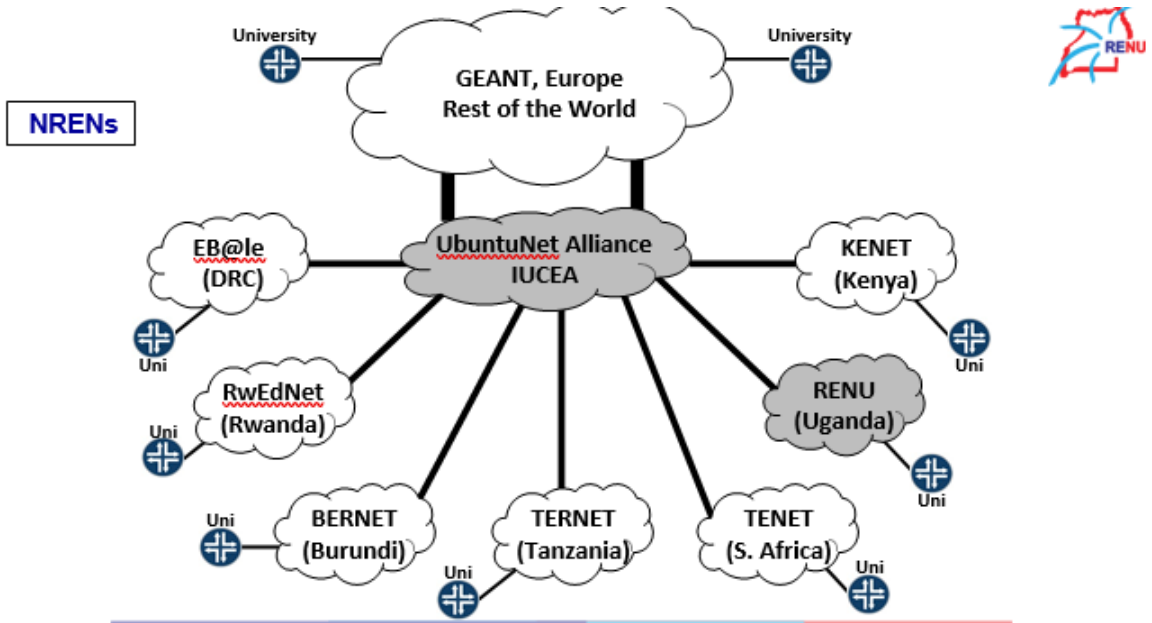 University
University
GEANT, Europe
Rest of the World
RENU
NRENs
UbuntuNet Alliance
IUCEA
EB@le
(DRC)
KENET
(Kenya)
Uni
Uni
RwEdNet
(Rwanda)
Uni
RENU
(Uganda)
Uni
BERNET
(Burundi)
Uni
TERNET
(Tanzania)
Uni
TENET
(S. Africa)
Uni